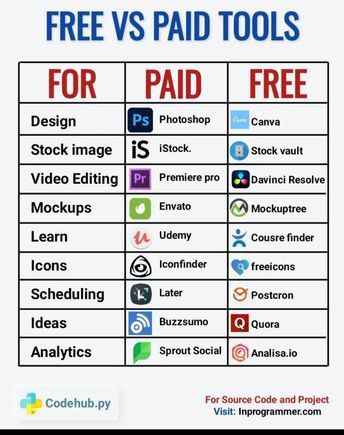 FREE VS PAID TOOLS
FOR PAID FREE
Design Ps Photoshop Canva Canva
Stock image iS iStock. Stock vault
Video Editing Pr Premiere pro Davinci Resolve
Mockups Envato Mockuptree
Learn Udemy Cousre finder
Icons Iconfinder freeicons
Scheduling Later Postcron
Ideas Buzzsumo Q Quora
Analytics Sprout Social Analisa.io
Codehub.py
For Source Code and Project
Visit: Inprogrammer.com